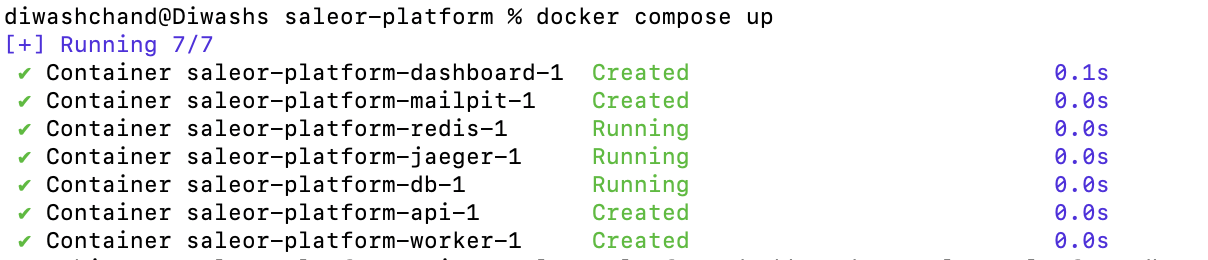 diwashchand@Diwashs saleor-platform % docker compose up
[+] Running 7/7
✔ Container saleor-platform-dashboard-1 Created 0.1s
✔ Container saleor-platform-mailpit-1 Created 0.0s
✔ Container saleor-platform-redis-1 Running 0.0s
✔ Container saleor-platform-jaeger-1 Running 0.0s
✔ Container saleor-platform-db-1 Running 0.0s
✔ Container saleor-platform-api-1 Created 0.0s
✔ Container saleor-platform-worker-1 Created 0.0s